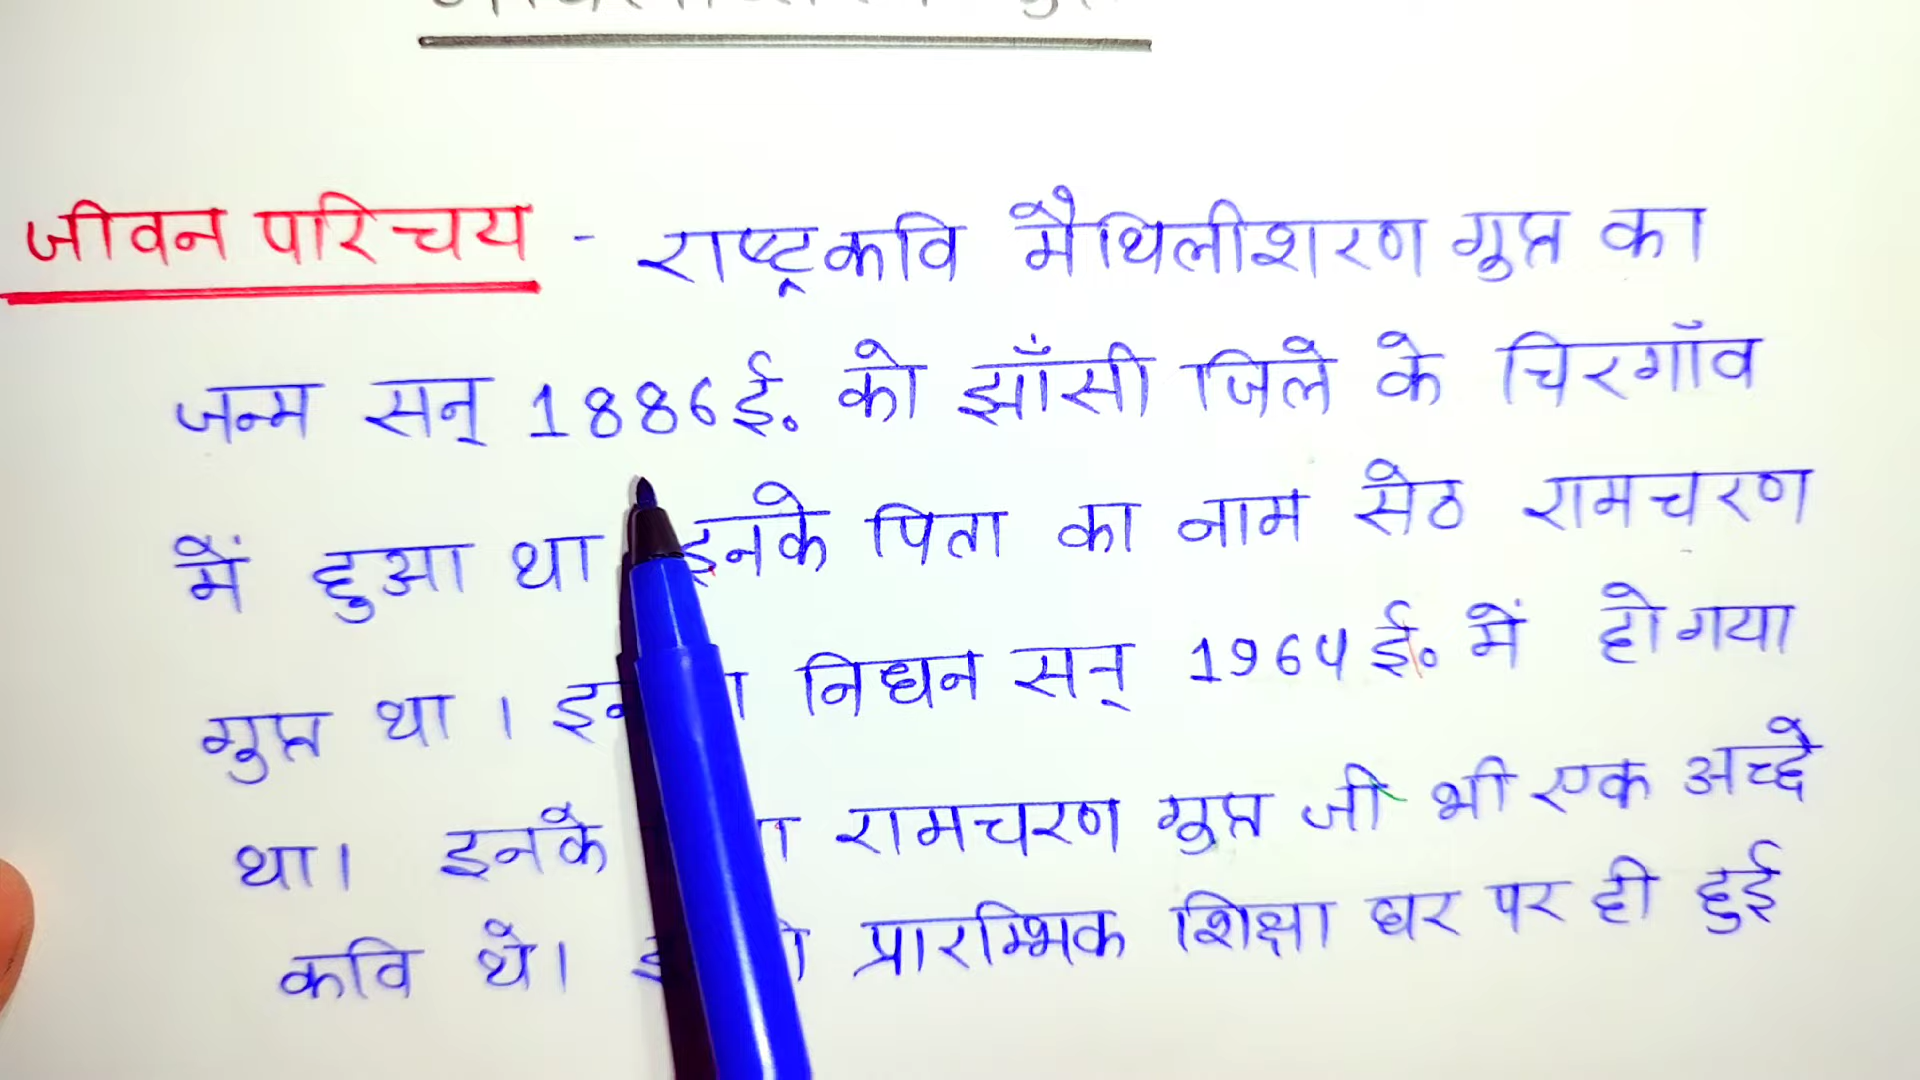 जीवन परिचय - राष्ट्रकवि मैथिलीशरण गुप्त का
जन्म सन् 1886ई. को झाँसी जिले के चिरगाँव
में हुआ था इनके पिता का नाम सेठ रामचरण
गुप्त था। निधन सन् 1964ई. में हो गया
था। इनके रामचरण गुप्त जी भी एक अच्छे
कवि थे। प्रारम्भिक शिक्षा घर पर ही हुई